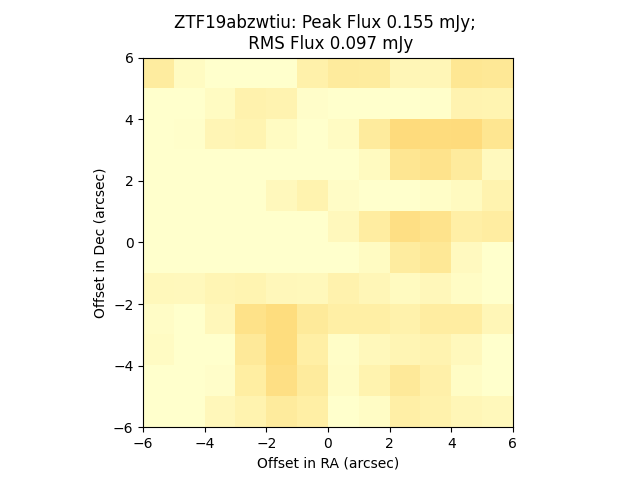 ZTF19abzwtiu: Peak Flux 0.155 mJy;
RMS Flux 0.097 mJy
6
4
2
0
−2
−4
−6
Offset in Dec (arcsec)
−6 −4 −2 0 2 4 6
Offset in RA (arcsec)